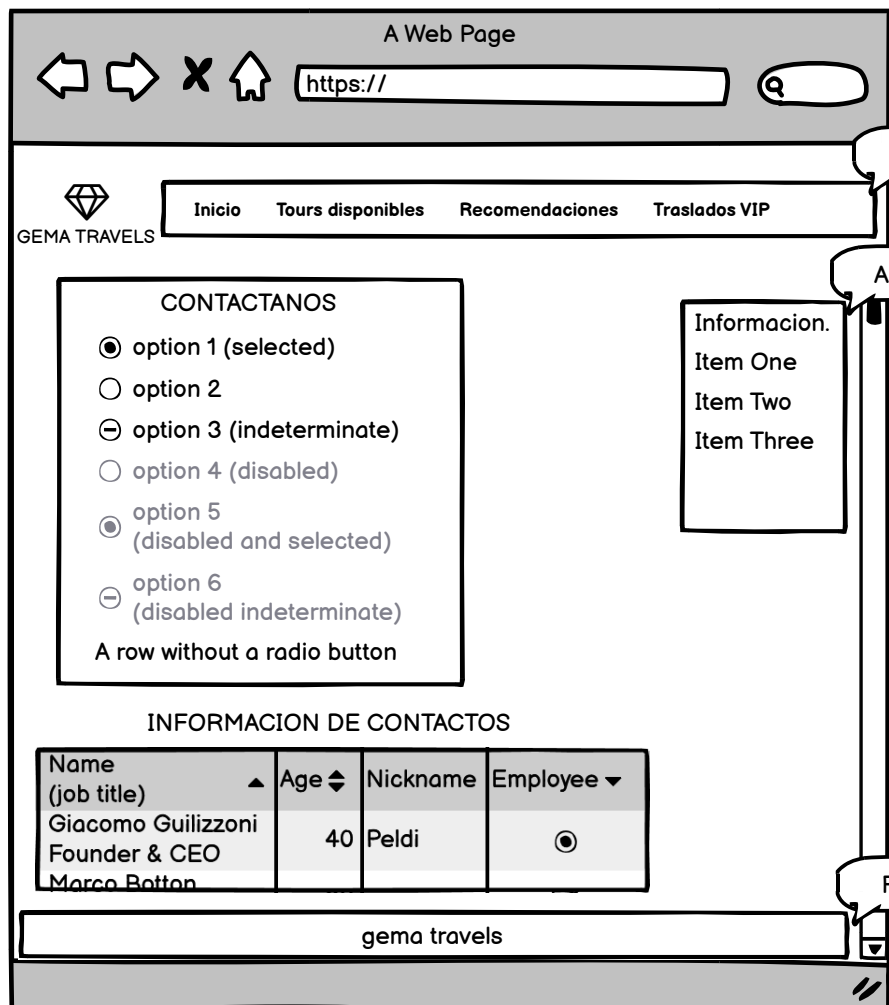 A Web Page
https://
GEMA TRAVELS
Inicio Tours disponibles Recomendaciones Traslados VIP
A
CONTACTANOS
option 1 (selected)
option 2
option 3 (indeterminate)
option 4 (disabled)
option 5
(disabled and selected)
option 6
(disabled indeterminate)
A row without a radio button
Informacion.
Item One
Item Two
Item Three
INFORMACION DE CONTACTOS
Name
(job title)
Age
Nickname
Employee
Giacomo Guilizzoni
Founder & CEO
40
Peldi
Marco Botton
gema travels